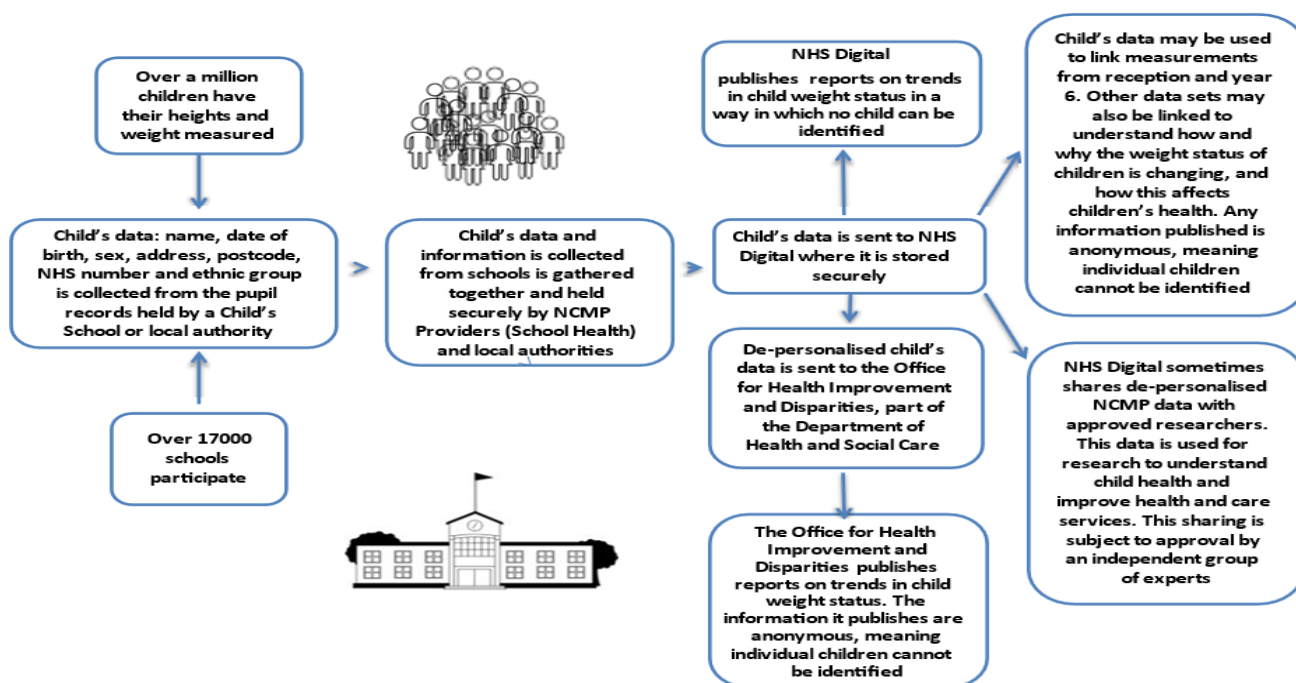 Over a million
children have
their heights and
weight measured
Child's data: name, date of
birth, sex, address, postcode,
NHS number and ethnic group
is collected from the pupil
records held by a Child's
School or local authority
Over 17000
schools
participate
Child's data and
information is collected
from schools is gathered
together and held
securely by NCMP
Providers (School Health)
and local authorities
NHS Digital
publishes reports on trends
in child weight status in a
way in which no child can be
identified
Child's data is sent to NHS
Digital where it is stored
securely
De-personalised child's
data is sent to the Office
for Health Improvement
and Disparities, part of
the Department of
Health and Social Care
The Office for Health
Improvement and
Disparities publishes
reports on trends in child
weight status. The
information it publishes are
anonymous, meaning
individual children cannot
be identified
Child's data may be used
to link measurements
from reception and year
6. Other data sets may
also be linked to
understand how and
why the weight status of
children is changing, and
how this affects
children's health. Any
information published is
anonymous, meaning
individual children
cannot be identified
NHS Digital sometimes
shares de-personalised
NCMP data with
approved researchers.
This data is used for
research to understand
child health and
improve health and care
services. This sharing is
subject to approval by
an independent group
of experts